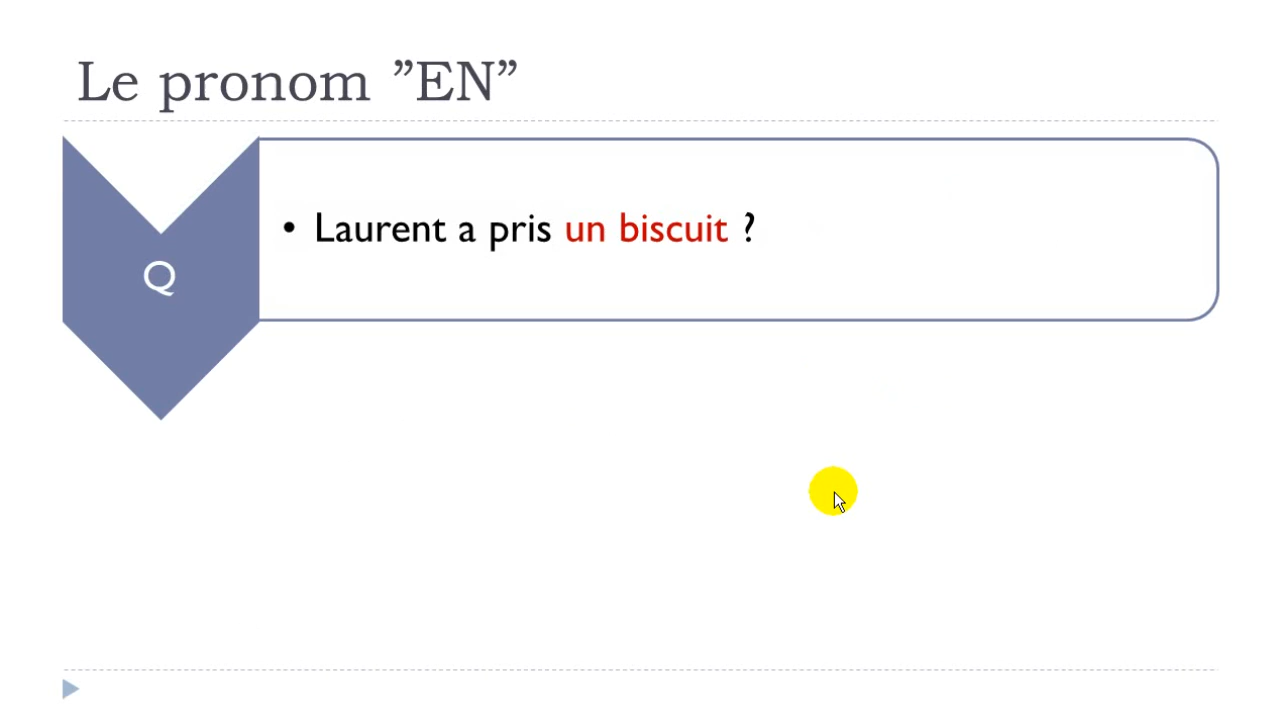 Le pronom ”EN”
Q
• Laurent a pris un biscuit ?